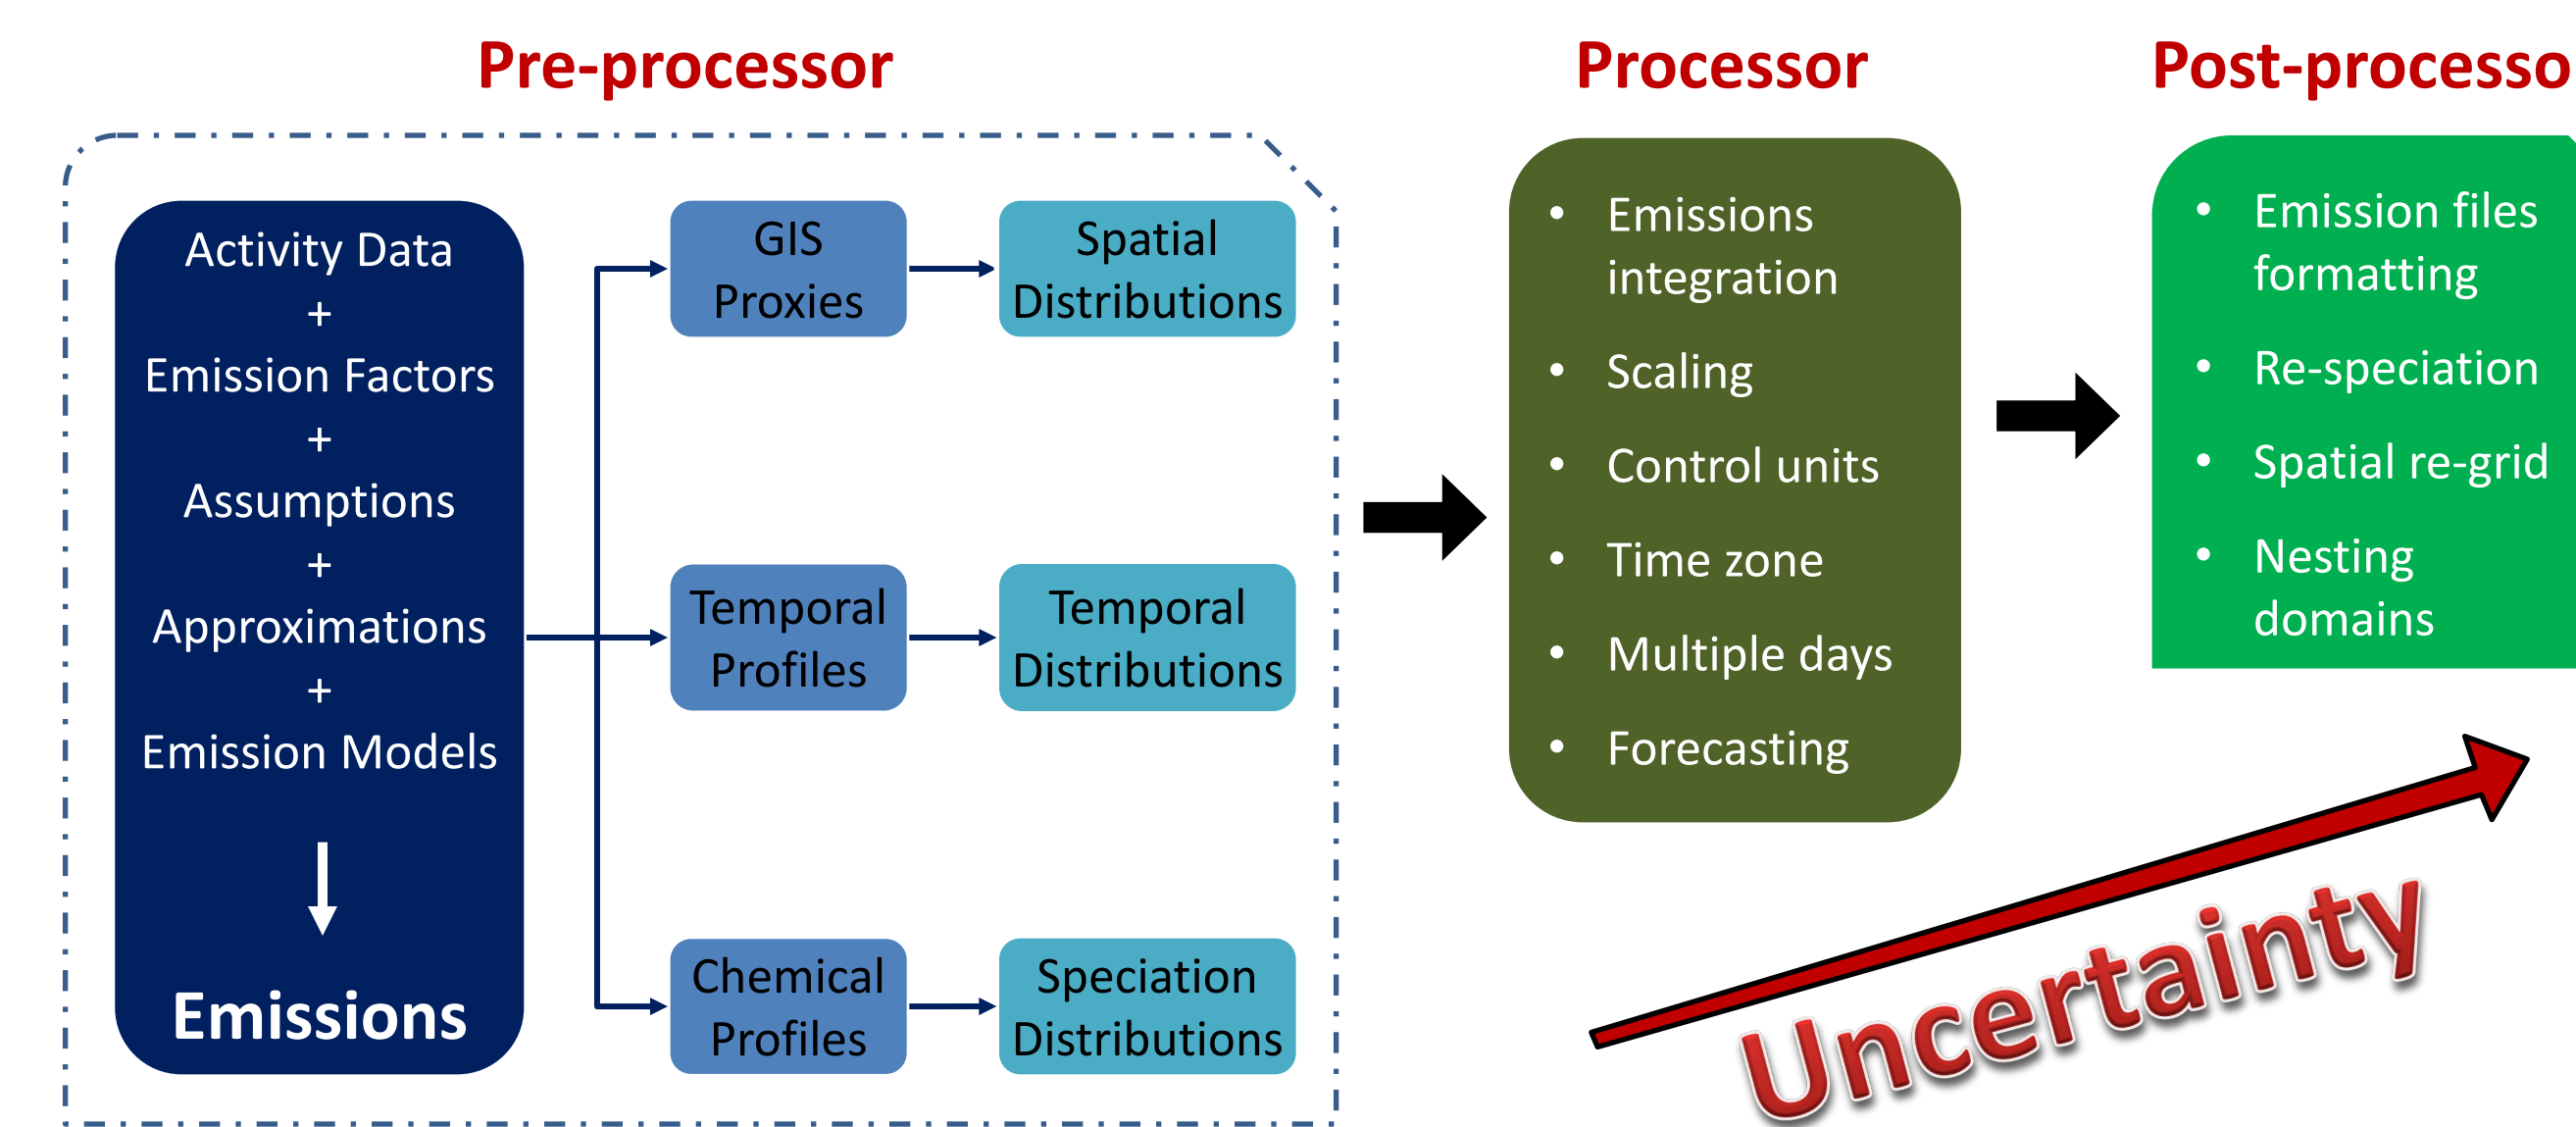 Pre-processor
Activity Data
+
Emission Factors
+
Assumptions
+
Approximations
+
Emission Models
Emissions
GIS
Proxies
Spatial
Distributions
Temporal
Profiles
Temporal
Distributions
Chemical
Profiles
Speciation
Distributions
Processor
• Emissions
integration
• Scaling
• Control units
• Time zone
• Multiple days
• Forecasting
Post-processo
• Emission files
formatting
• Re-speciation
• Spatial re-grid
• Nesting
domains
Uncertainty